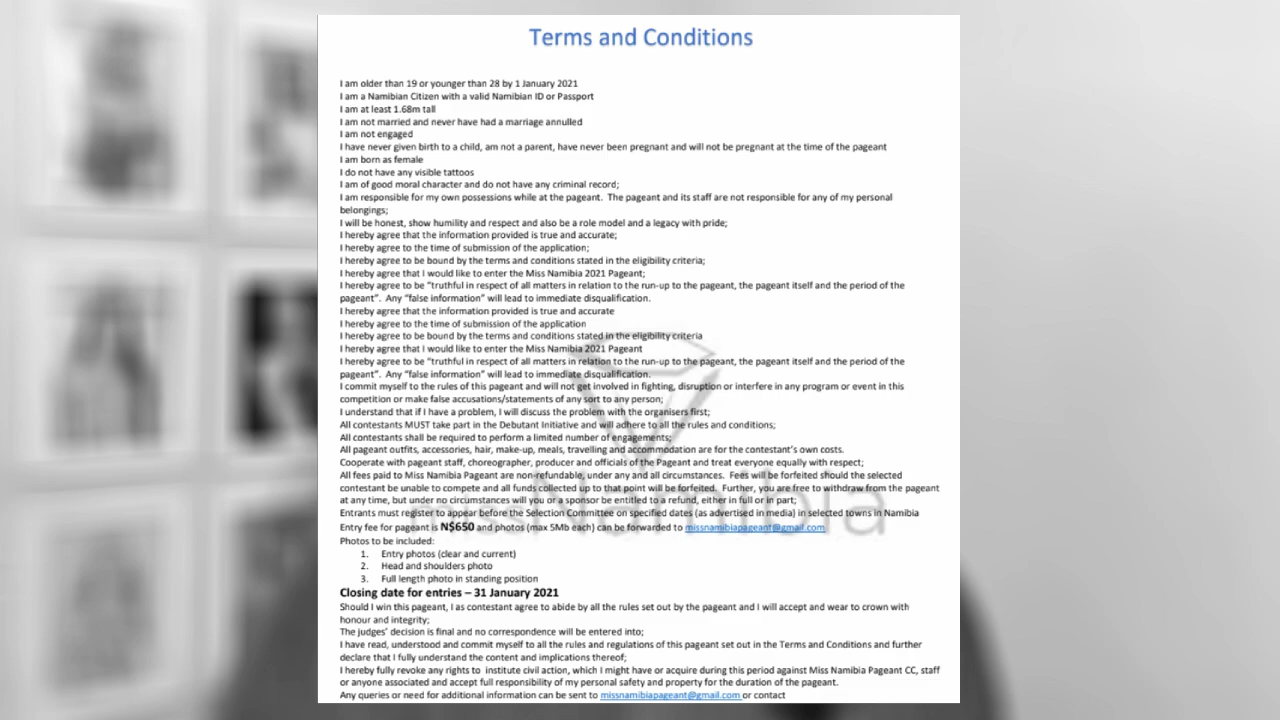 Terms and Conditions
I am older than 19 or younger than 28 by 1 January 2021
I am a Namibian Citizen with a valid Namibian ID or Passport
I am at least 1.68m tall
I am not married and never have had a marriage annulled
I am not engaged
I have never given birth to a child, am not a parent, have never been pregnant and will not be pregnant at the time of the pageant
I am born as female
I do not have any visible tattoos
I am of good moral character and do not have any criminal record;
I am responsible for my own possessions while at the pageant. The pageant and its staff are not responsible for any of my personal
belongings;
I will be honest, show humility and respect and also be a role model and a legacy with pride;
I hereby agree that the information provided is true and accurate;
I hereby agree to the time of submission of the application;
I hereby agree to be bound by the terms and conditions stated in the eligibility criteria;
I hereby agree that I would like to enter the Miss Namibia 2021 Pageant;
I hereby agree to be "truthful in respect of all matters in relation to the run-up to the pageant, the pageant itself and the period of the
pageant". Any "false information" will lead to immediate disqualification.
I hereby agree that the information provided is true and accurate
I hereby agree to the time of submission of the application
I hereby agree to be bound by the terms and conditions stated in the eligibility criteria
I hereby agree that I would like to enter the Miss Namibia 2021 Pageant
I hereby agree to be "truthful in respect of all matters in relation to the run-up to the pageant, the pageant itself and the period of the
pageant". Any "false information" will lead to immediate disqualification.
I commit myself to the rules of this pageant and will not get involved in fighting, disruption or interfere in any program or event in this
competition or make false accusations/statements of any sort to any person;
I understand that if I have a problem, I will discuss the problem with the organisers first;
All contestants MUST take part in the Debutant Initiative and will adhere to all the rules and conditions;
All contestants shall be required to perform a limited number of engagements;
All pageant outfits, accessories, hair, make-up, meals, travelling and accommodation are for the contestant's own costs.
Cooperate with pageant staff, choreographer, producer and officials of the Pageant and treat everyone equally with respect;
All fees paid to Miss Namibia Pageant are non-refundable, under any and all circumstances. Fees will be forfeited should the selected
contestant be unable to compete and all funds collected up to that point will be forfeited. Further, you are free to withdraw from the pageant
at any time, but under no circumstances will you or a sponsor be entitled to a refund, either in full or in part;
Entrants must register to appear before the Selection Committee on specified dates (as advertised in media) in selected towns in Namibia
Entry fee for pageant is N$650 and photos (max 5Mb each) can be forwarded to missnamibiapageant@gmail.com.
Photos to be included:
1. Entry photos (clear and current)
2. Head and shoulders photo
3. Full length photo in standing position
Closing date for entries – 31 January 2021
Should I win this pageant, I as contestant agree to abide by all the rules set out by the pageant and I will accept and wear to crown with
honour and integrity;
The judges' decision is final and no correspondence will be entered into;
I have read, understood and commit myself to all the rules and regulations of this pageant set out in the Terms and Conditions and further
declare that I fully understand the content and implications thereof;
I hereby fully revoke any rights to institute civil action, which I might have or acquire during this period against Miss Namibia Pageant CC, staff
or anyone associated and accept full responsibility of my personal safety and property for the duration of the pageant.
Any queries or need for additional information can be sent to missnamibiapageant@gmail.com or contact
miss Namibia